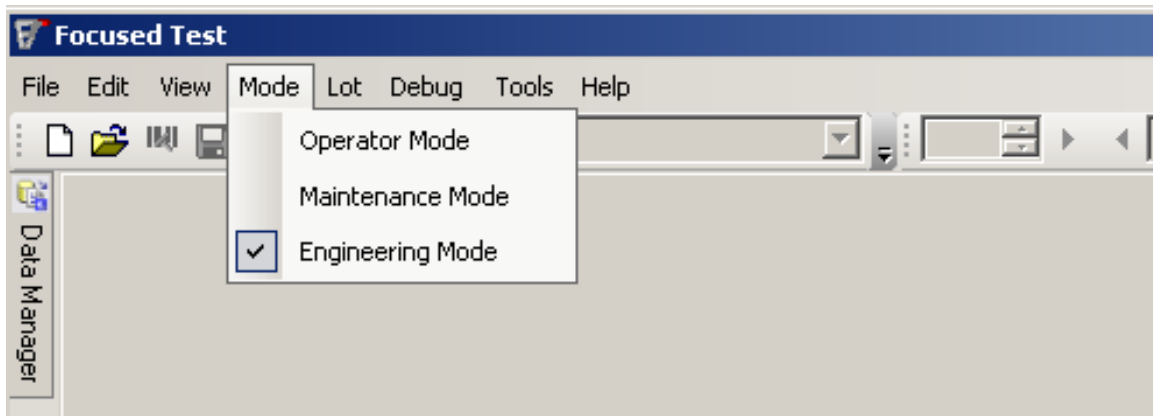 Focused Test
File Edit View Mode Lot Debug Tools Help
Operator Mode
Maintenance Mode
Engineering Mode
Data Manager